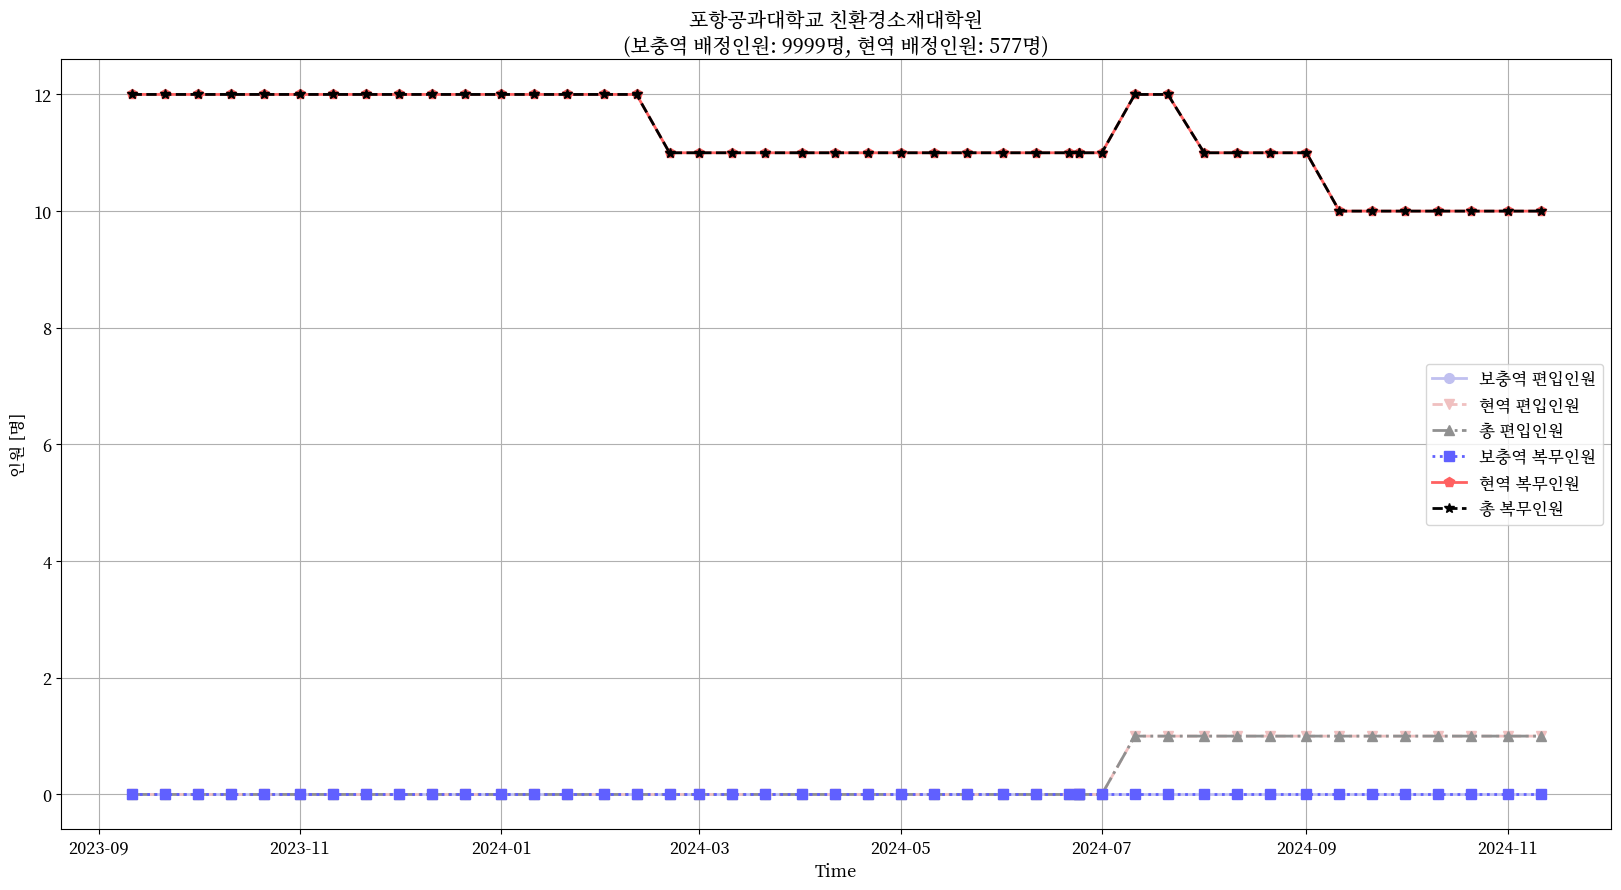 포항공과대학교 친환경소재대학원
(보충역 배정인원: 9999명, 현역 배정인원: 577명)
인원 [명]
12
10
8
6
4
2
0
보충역 편입인원
현역 편입인원
총 편입인원
보충역 복무인원
현역 복무인원
총 복무인원
2023-09
2023-11
2024-01
2024-03
2024-05
2024-07
2024-09
2024-11
Time